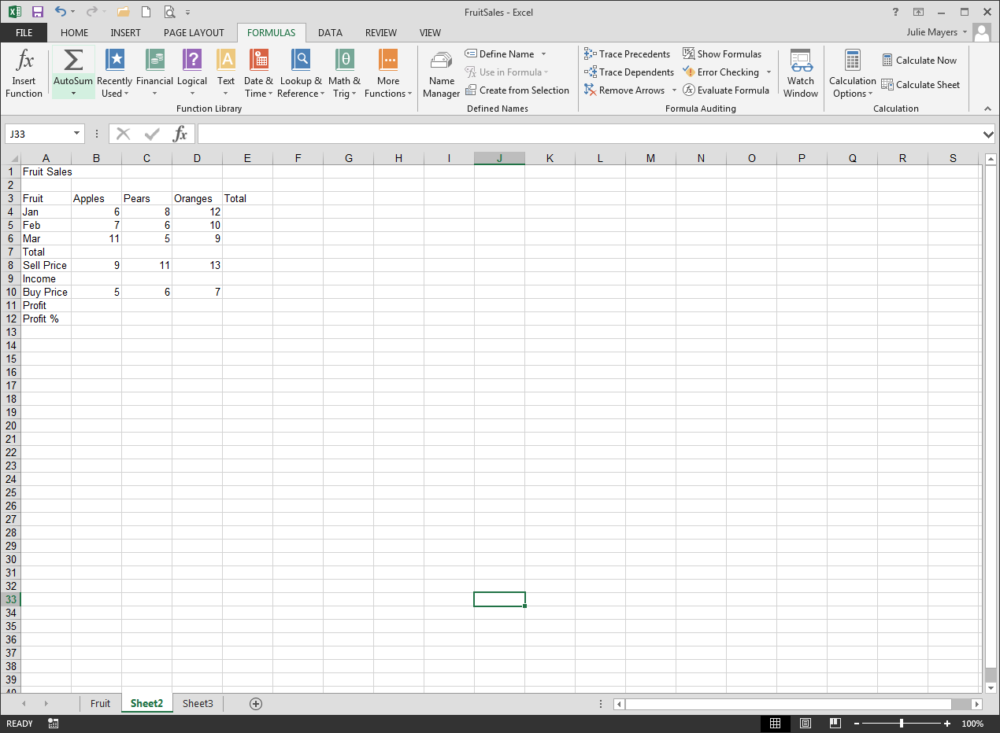 FruitSales - Excel
?
FILE HOME INSERT PAGE LAYOUT FORMULAS DATA REVIEW VIEW Julie Mayers
fx Insert Function
Σ AutoSum
Recently Used
Financial
? Logical
A Text
Date & Time
Lookup & Reference
θ Math & Trig
More Functions
Function Library
Name Manager
Define Name
Use in Formula
Create from Selection
Defined Names
Trace Precedents
Trace Dependents
Remove Arrows
Show Formulas
Error Checking
Evaluate Formula
Formula Auditing
Watch Window
Calculation Options
Calculate Now
Calculate Sheet
Calculation
J33 fx
A B C D E F G H I J K L M N O P Q R S
1 Fruit Sales
2
3 Fruit Apples Pears Oranges Total
4 Jan 6 8 12
5 Feb 7 6 10
6 Mar 11 5 9
7 Total
8 Sell Price 9 11 13
9 Income
10 Buy Price 5 6 7
11 Profit
12 Profit %
13
14
15
16
17
18
19
20
21
22
23
24
25
26
27
28
29
30
31
32
33
34
35
36
37
38
39
40
Fruit Sheet2 Sheet3
READY 100%